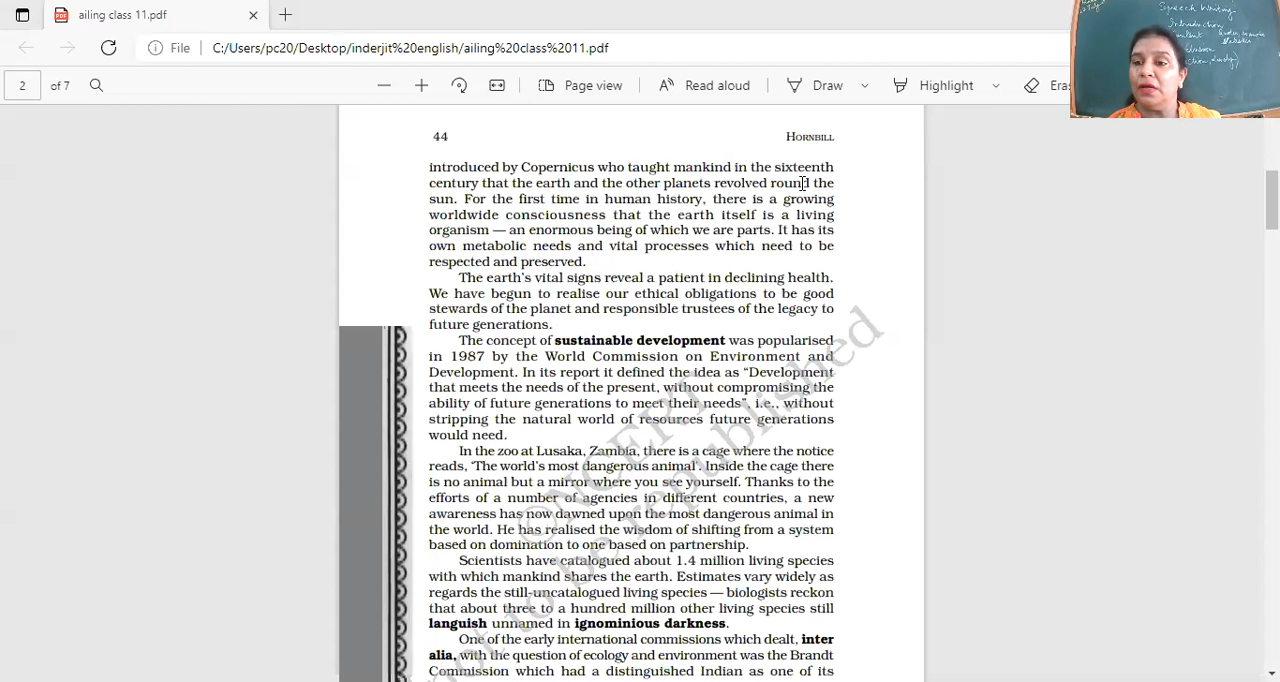 ailing class 11.pdf
File
C:/Users/pc20/Desktop/inderjit%20english/ailing%20class%2011.pdf
2 of 7
Page view
Read aloud
Draw
Highlight
Eras
Speech Writing
Introduction
44 HORNBILL
introduced by Copernicus who taught mankind in the sixteenth
century that the earth and the other planets revolved round the
sun. For the first time in human history, there is a growing
worldwide consciousness that the earth itself is a living
organism — an enormous being of which we are parts. It has its
own metabolic needs and vital processes which need to be
respected and preserved.
The earth's vital signs reveal a patient in declining health.
We have begun to realise our ethical obligations to be good
stewards of the planet and responsible trustees of the legacy to
future generations.
The concept of sustainable development was popularised
in 1987 by the World Commission on Environment and
Development. In its report it defined the idea as “Development
that meets the needs of the present, without compromising the
ability of future generations to meet their needs”, i.e., without
stripping the natural world of resources future generations
would need.
In the zoo at Lusaka, Zambia, there is a cage where the notice
reads, ‘The world's most dangerous animal’. Inside the cage there
is no animal but a mirror where you see yourself. Thanks to the
efforts of a number of agencies in different countries, a new
awareness has now dawned upon the most dangerous animal in
the world. He has realised the wisdom of shifting from a system
based on domination to one based on partnership.
Scientists have catalogued about 1.4 million living species
with which mankind shares the earth. Estimates vary widely as
regards the still-uncatalogued living species — biologists reckon
that about three to a hundred million other living species still
languish unnamed in ignominious darkness.
One of the early international commissions which dealt, inter
alia, with the question of ecology and environment was the Brandt
Commission which had a distinguished Indian as one of its
©NCERT
not to be republished